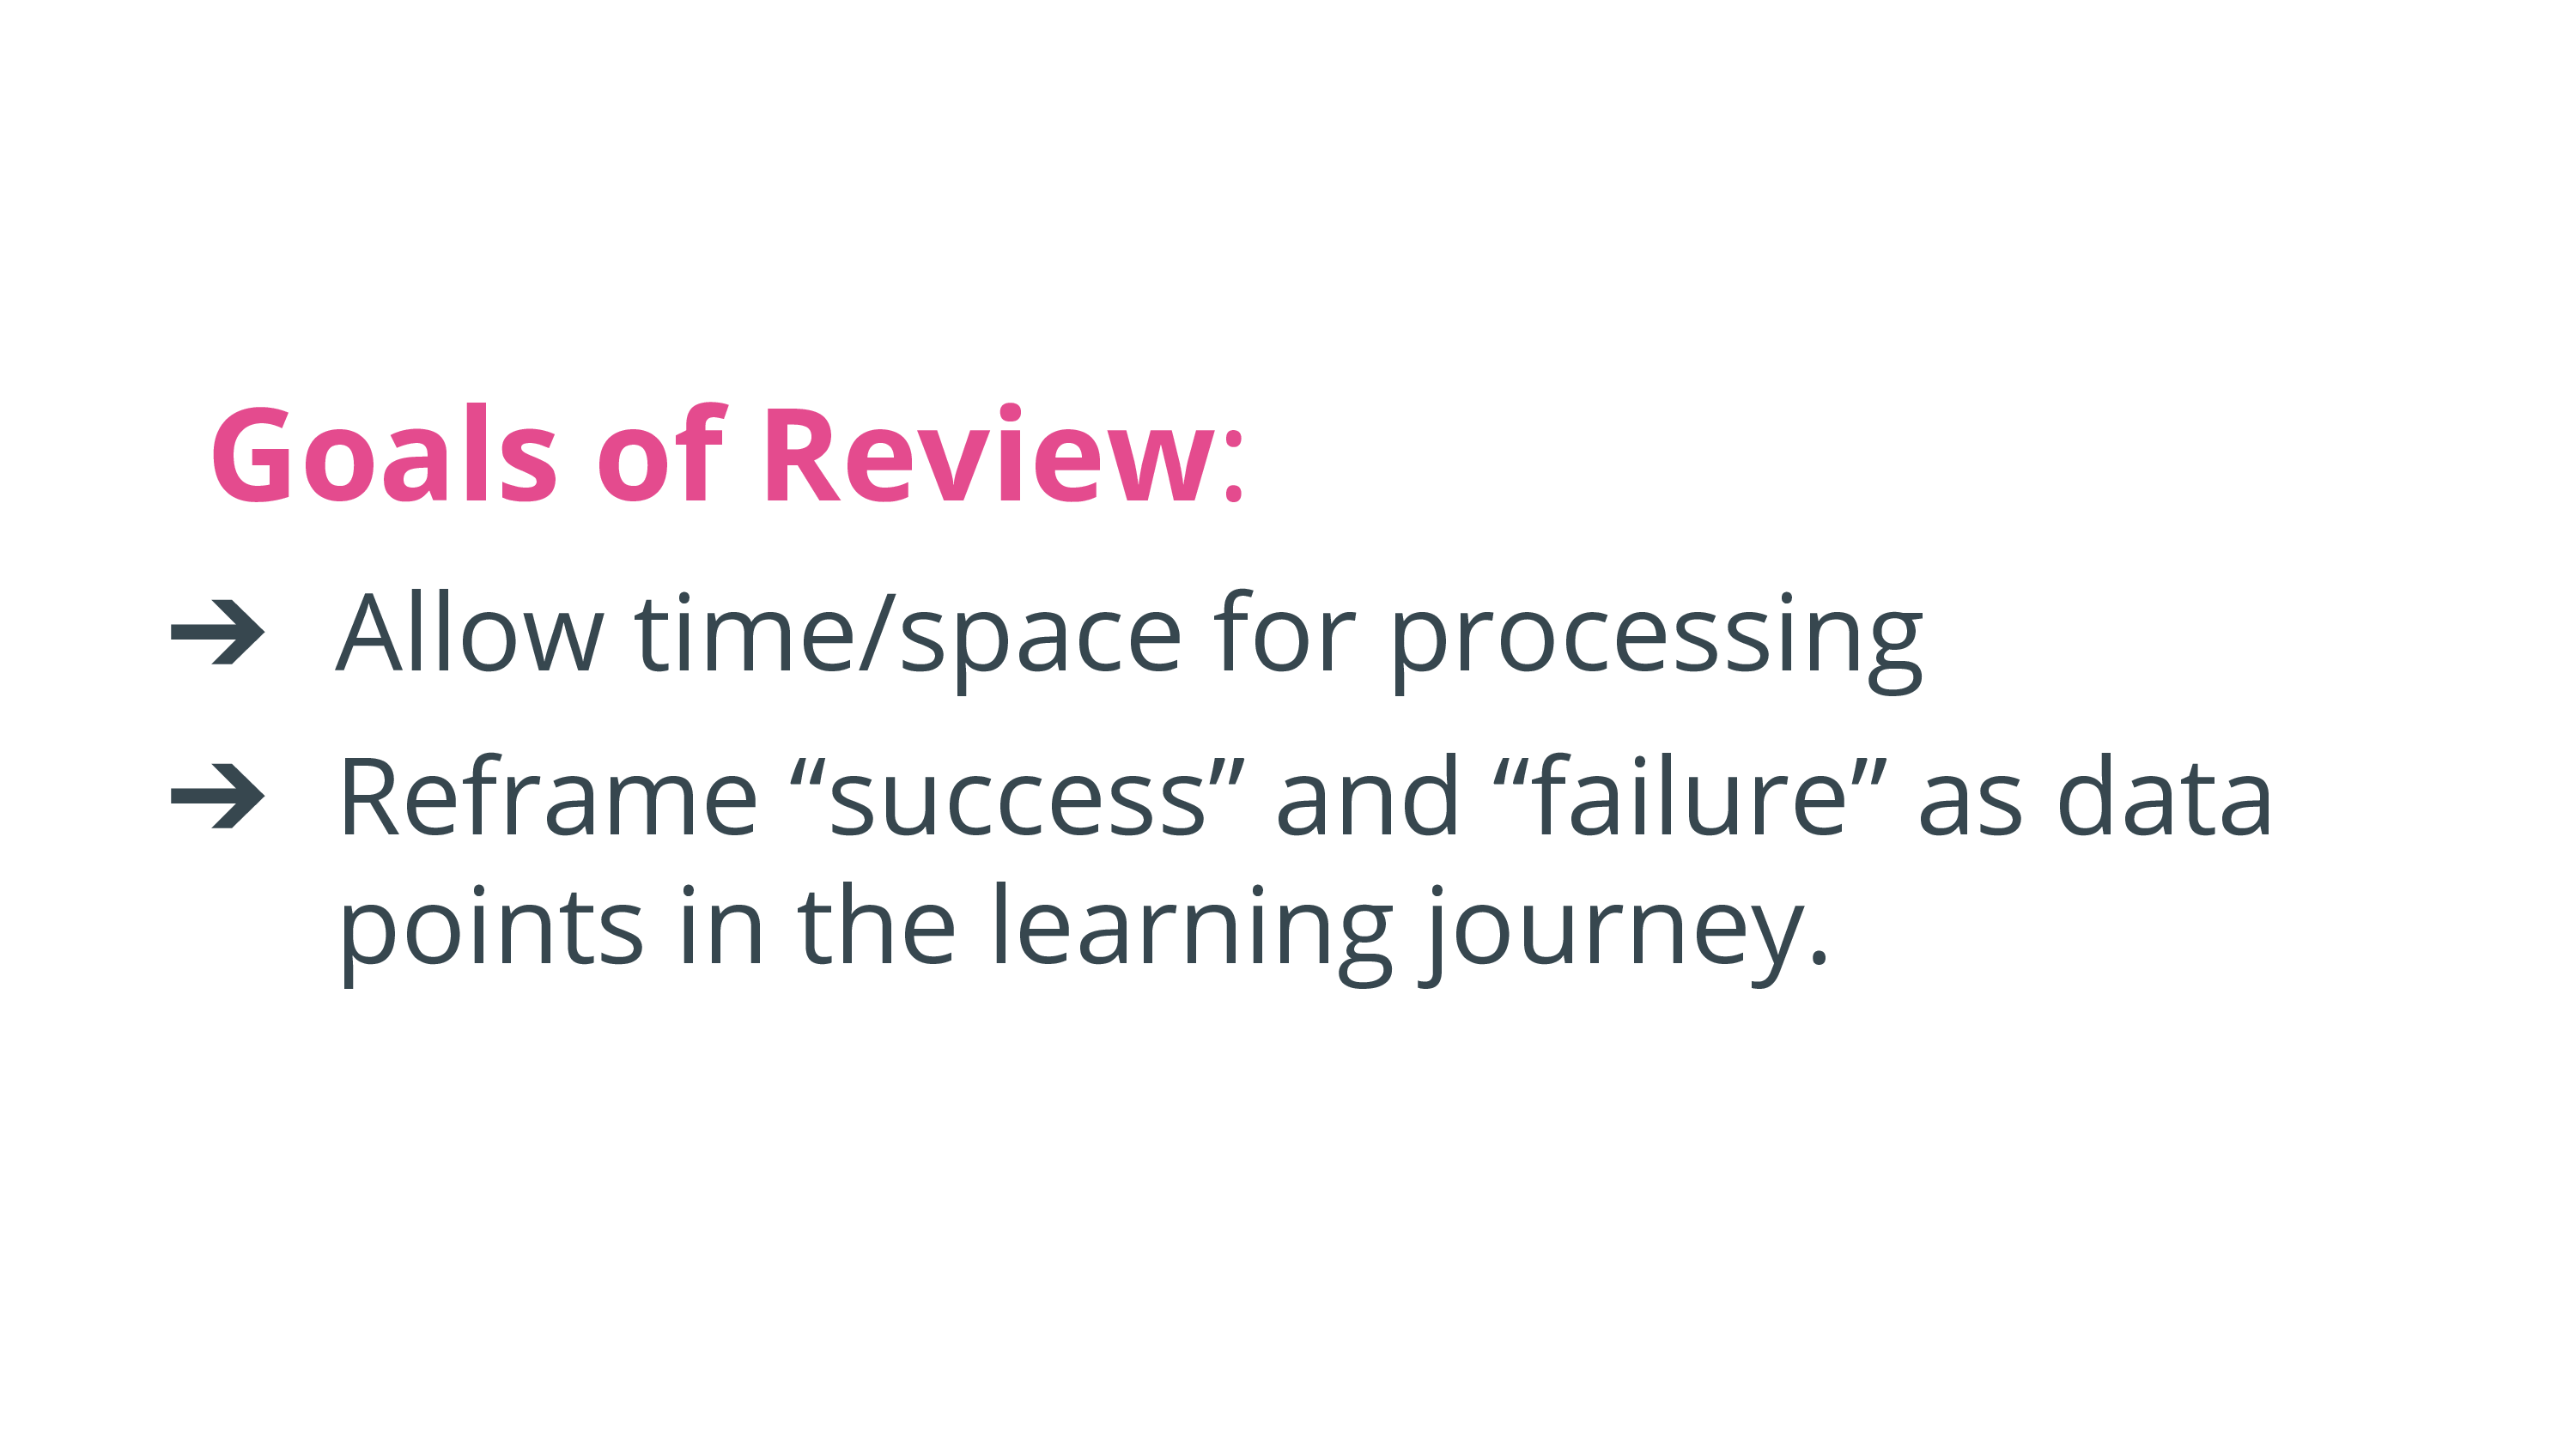 Goals of Review:
➔ Allow time/space for processing
➔ Reframe “success” and “failure” as data
points in the learning journey.